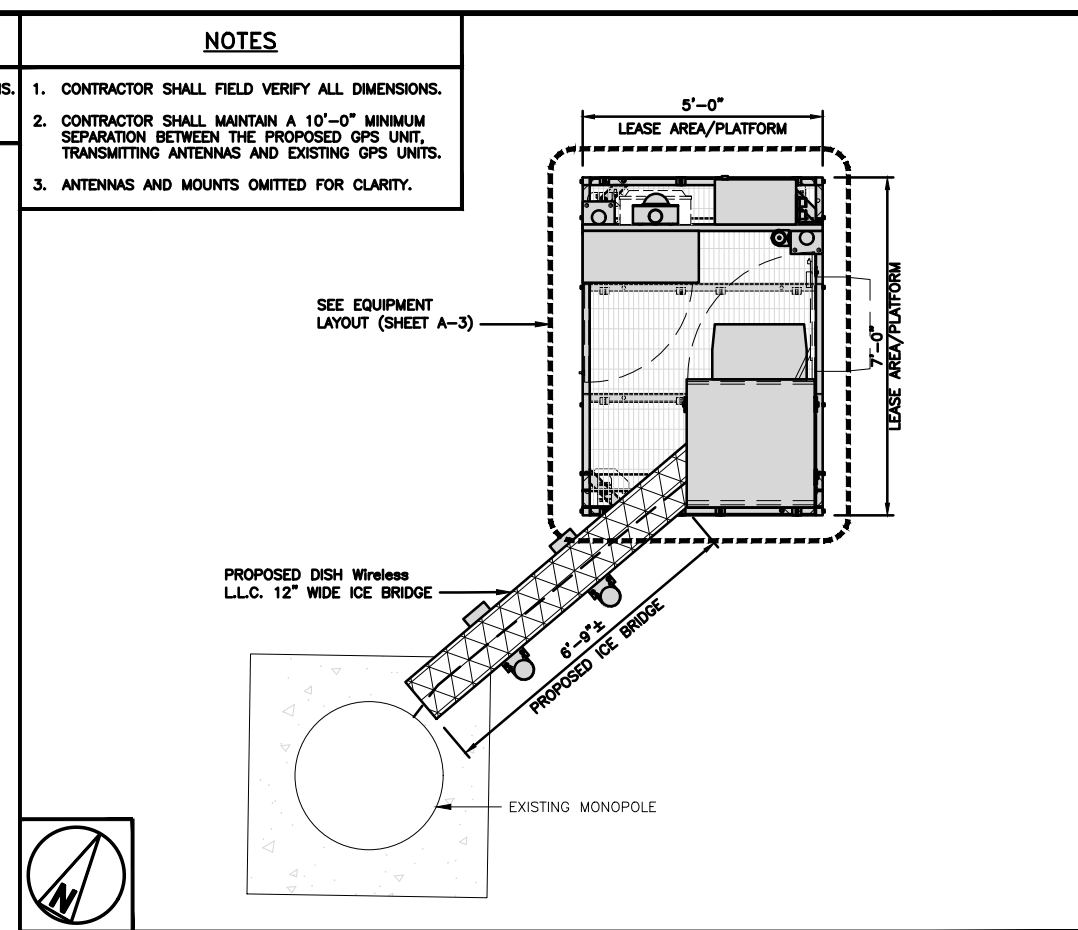 NOTES
NS.
1. CONTRACTOR SHALL FIELD VERIFY ALL DIMENSIONS.
2. CONTRACTOR SHALL MAINTAIN A 10'-0" MINIMUM
SEPARATION BETWEEN THE PROPOSED GPS UNIT,
TRANSMITTING ANTENNAS AND EXISTING GPS UNITS.
3. ANTENNAS AND MOUNTS OMITTED FOR CLARITY.
5'-0"
LEASE AREA/PLATFORM
7'-0"
LEASE AREA/PLATFORM
SEE EQUIPMENT
LAYOUT (SHEET A-3)
PROPOSED DISH Wireless
L.L.C. 12" WIDE ICE BRIDGE
6'-9"±
PROPOSED ICE BRIDGE
EXISTING MONOPOLE
N